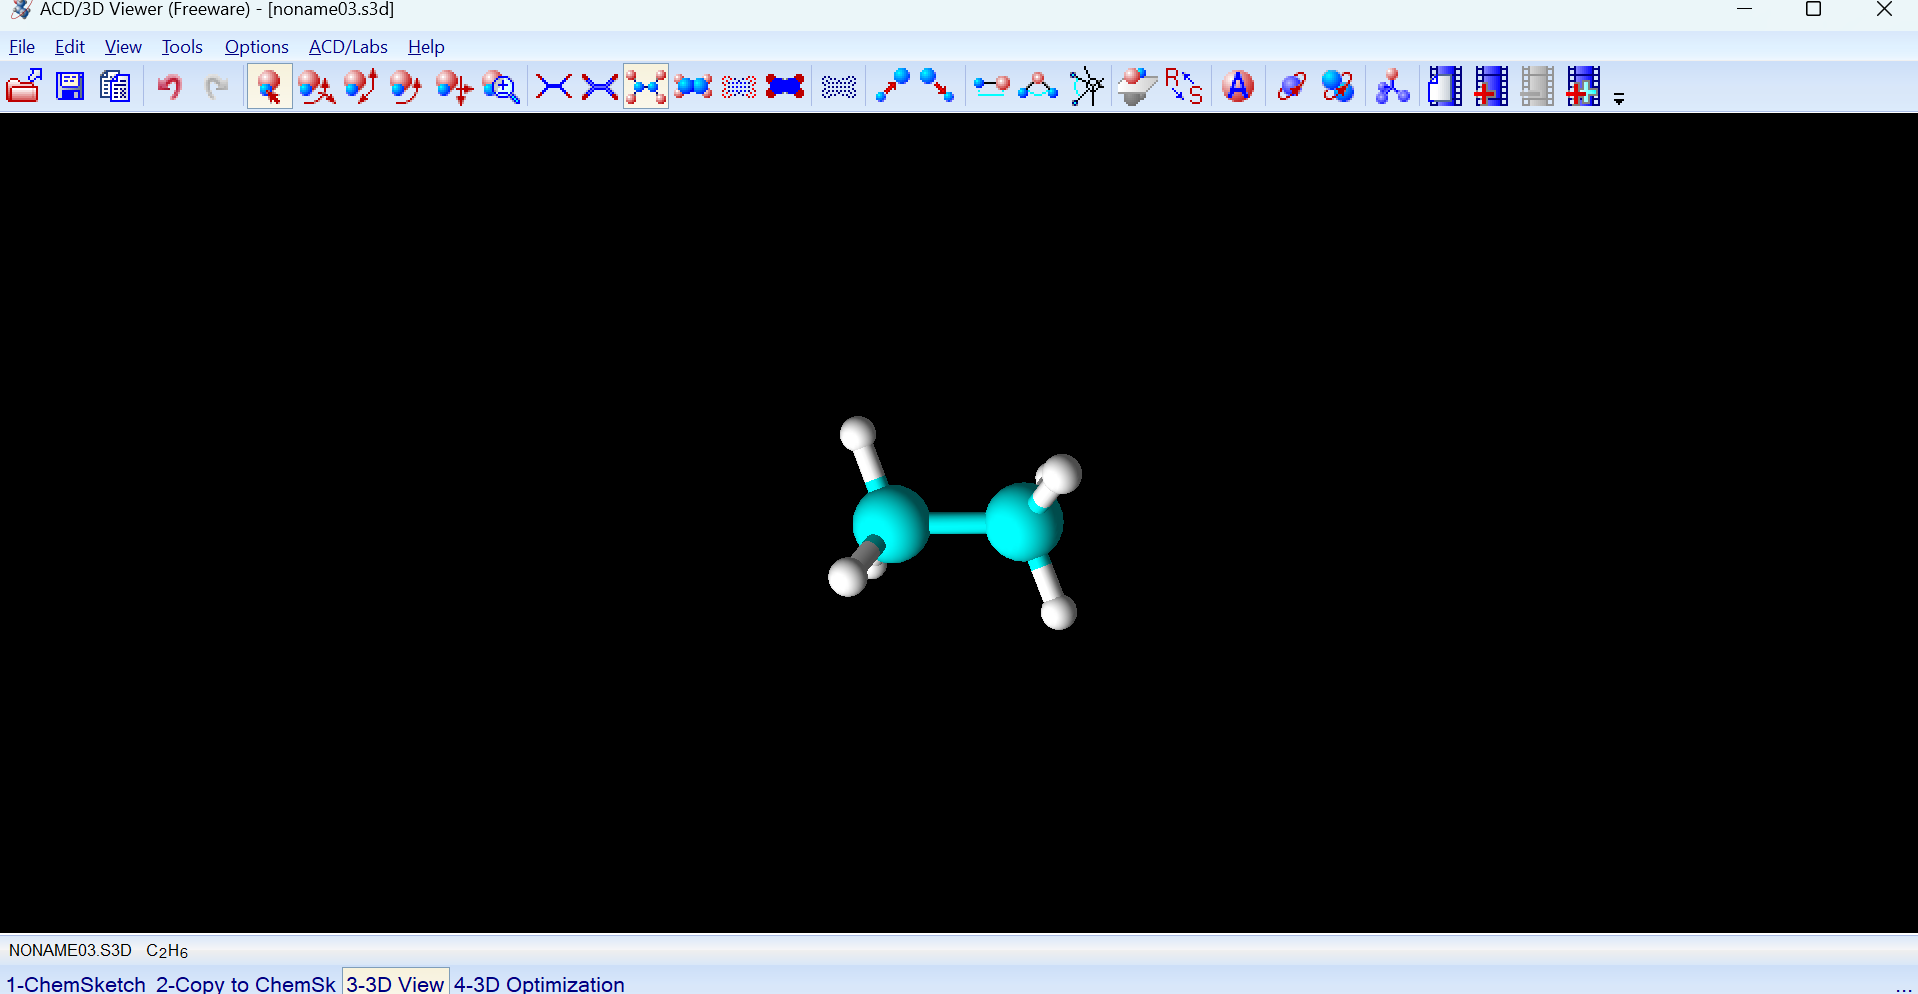 ACD/3D Viewer (Freeware) - [noname03.s3d]
File Edit View Tools Options ACD/Labs Help
R S A
NONAME03.S3D C2H6
1-ChemSketch 2-Copy to ChemSk 3-3D View 4-3D Optimization ...